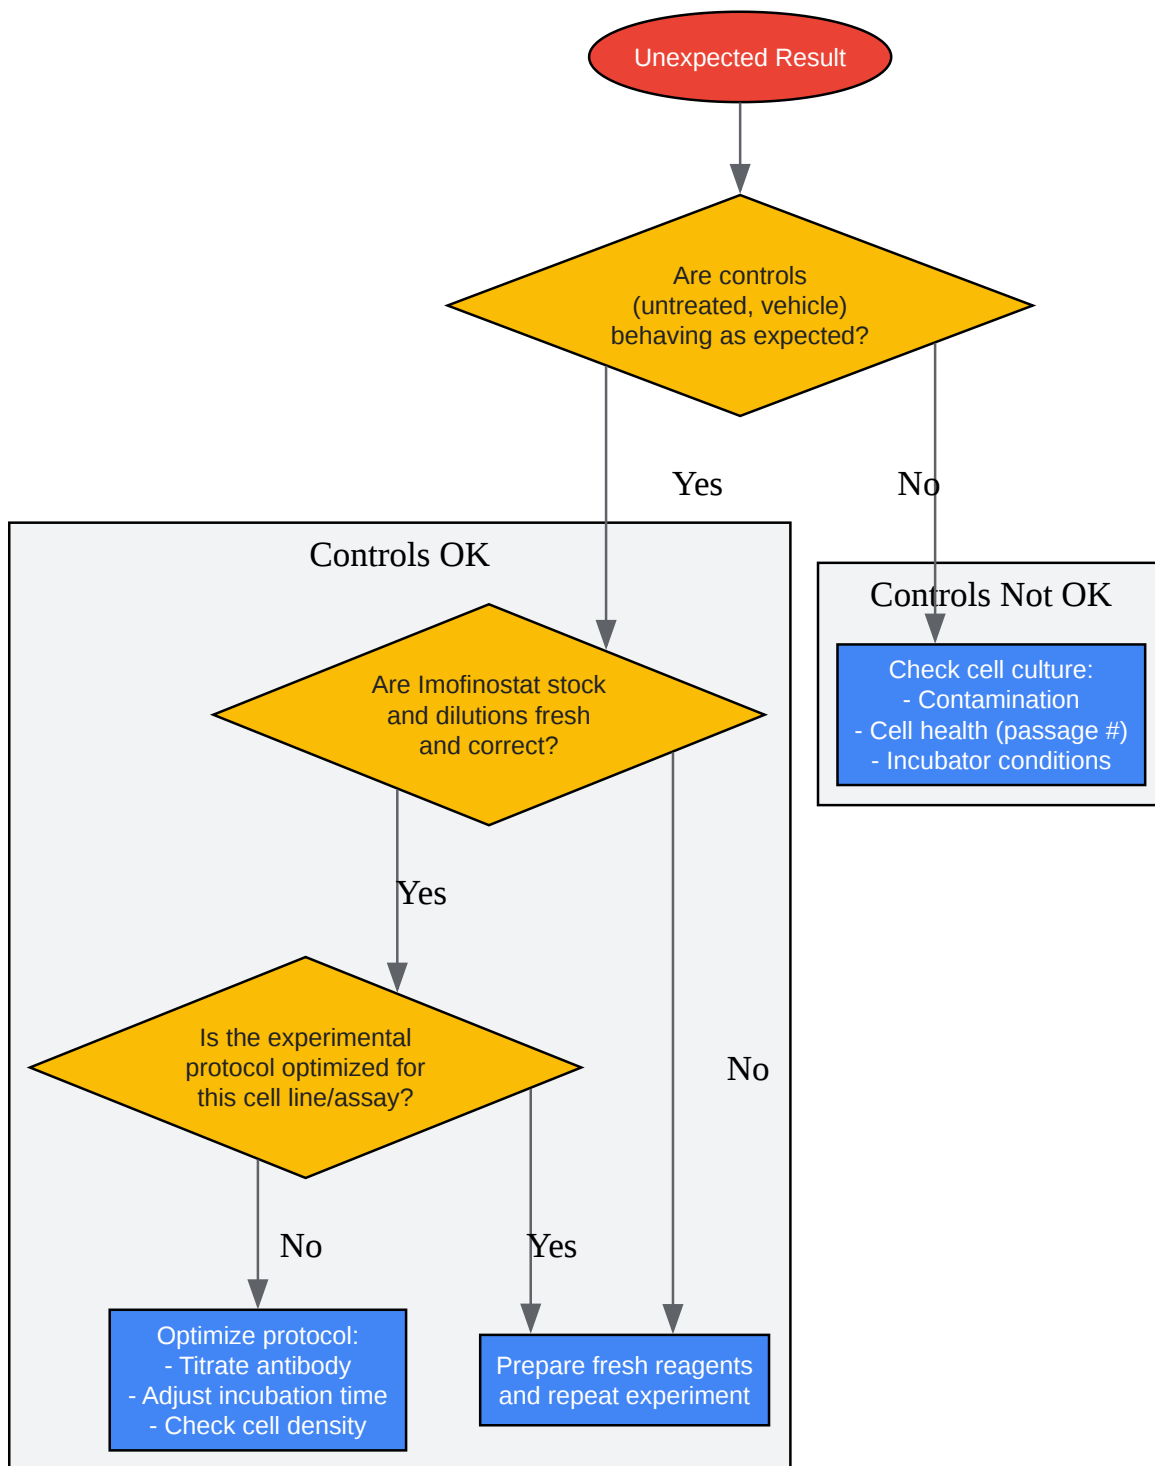 Unexpected Result
Are controls
(untreated, vehicle)
behaving as expected?
Yes
No
Controls OK
Controls Not OK
Are Imofinostat stock
and dilutions fresh
and correct?
Check cell culture:
- Contamination
- Cell health (passage #)
- Incubator conditions
Yes
Is the experimental
protocol optimized for
this cell line/assay?
No
No
Yes
Optimize protocol:
- Titrate antibody
- Adjust incubation time
- Check cell density
Prepare fresh reagents
and repeat experiment